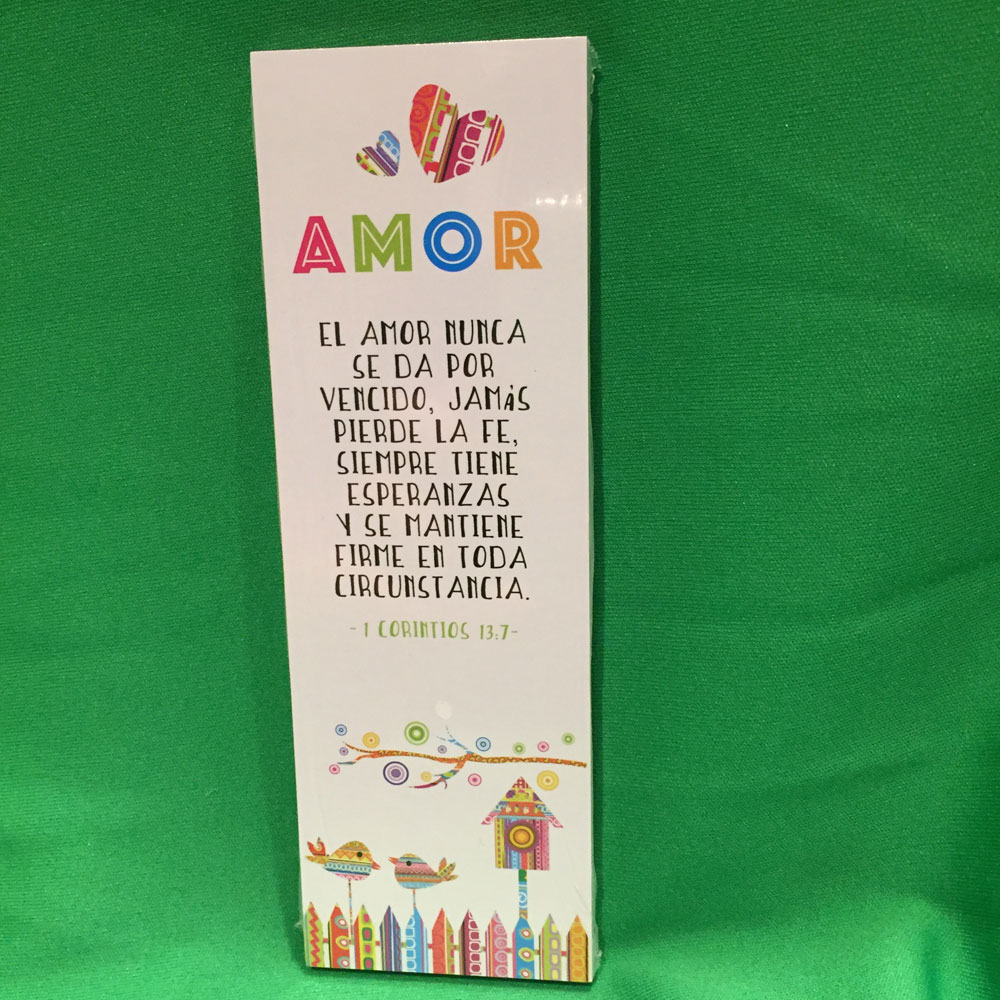 AMOR
EL AMOR NUNCA
SE DA POR
VENCIDO, JAMÁS
PIERDE LA FE,
SIEMPRE TIENE
ESPERANZAS
Y SE MANTIENE
FIRME EN TODA
CIRCUNSTANCIA.
- 1 CORINTIOS 13:7-